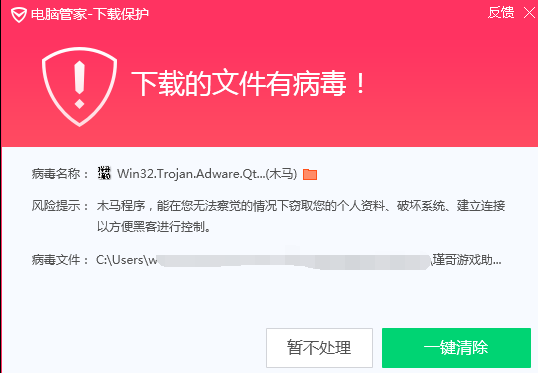 电脑管家-下载保护
反馈
下载的文件有病毒！
病毒名称： Win32.Trojan.Adware.Qt...(木马)
风险提示： 木马程序，能在您无法察觉的情况下窃取您的个人资料、破坏系统、建立连接
以方便黑客进行控制。
病毒文件： C:\Users\w \瑾哥游戏助...
暂不处理
一键清除